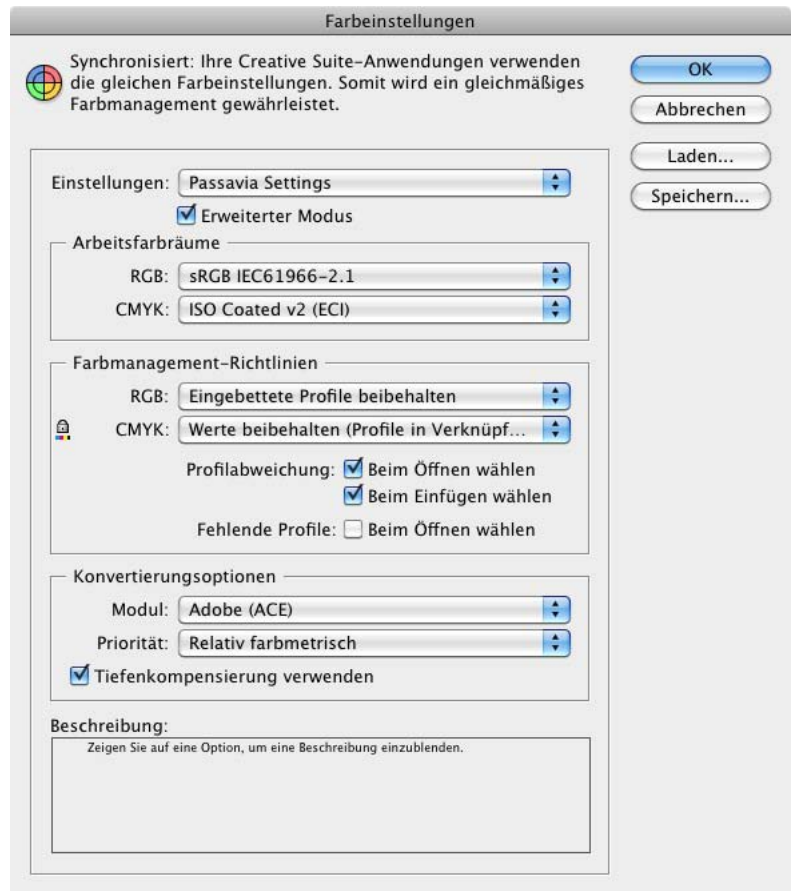 Farbeinstellungen
Synchronisiert: Ihre Creative Suite-Anwendungen verwenden
die gleichen Farbeinstellungen. Somit wird ein gleichmäßiges
Farbmanagement gewährleistet.
OK
Abbrechen
Laden...
Speichern...
Einstellungen: Passavia Settings
Erweiterter Modus
Arbeitsfarbräume
RGB: sRGB IEC61966-2.1
CMYK: ISO Coated v2 (ECI)
Farbmanagement-Richtlinien
RGB: Eingebettete Profile beibehalten
CMYK: Werte beibehalten (Profile in Verknüpf...
Profilabweichung: Beim Öffnen wählen
Beim Einfügen wählen
Fehlende Profile: Beim Öffnen wählen
Konvertierungsoptionen
Modul: Adobe (ACE)
Priorität: Relativ farbmetrisch
Tiefenkompensierung verwenden
Beschreibung:
Zeigen Sie auf eine Option, um eine Beschreibung einzublenden.